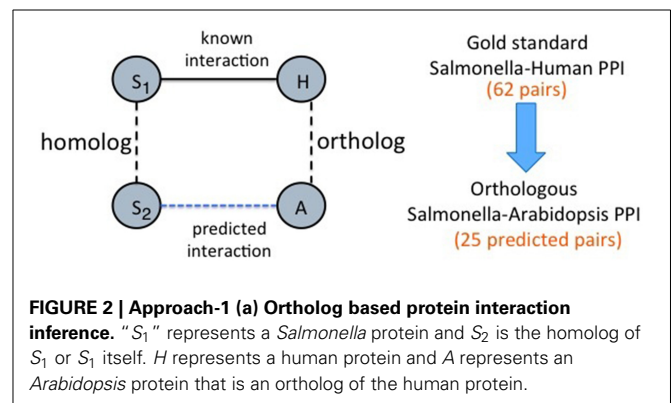 known
interaction
S1
H
homolog
ortholog
S2
A
predicted
interaction
Gold standard
Salmonella-Human PPI
(62 pairs)
Orthologous
Salmonella-Arabidopsis PPI
(25 predicted pairs)
FIGURE 2 | Approach-1 (a) Ortholog based protein interaction
inference. "S1" represents a Salmonella protein and S2 is the homolog of
S1 or S1 itself. H represents a human protein and A represents an
Arabidopsis protein that is an ortholog of the human protein.